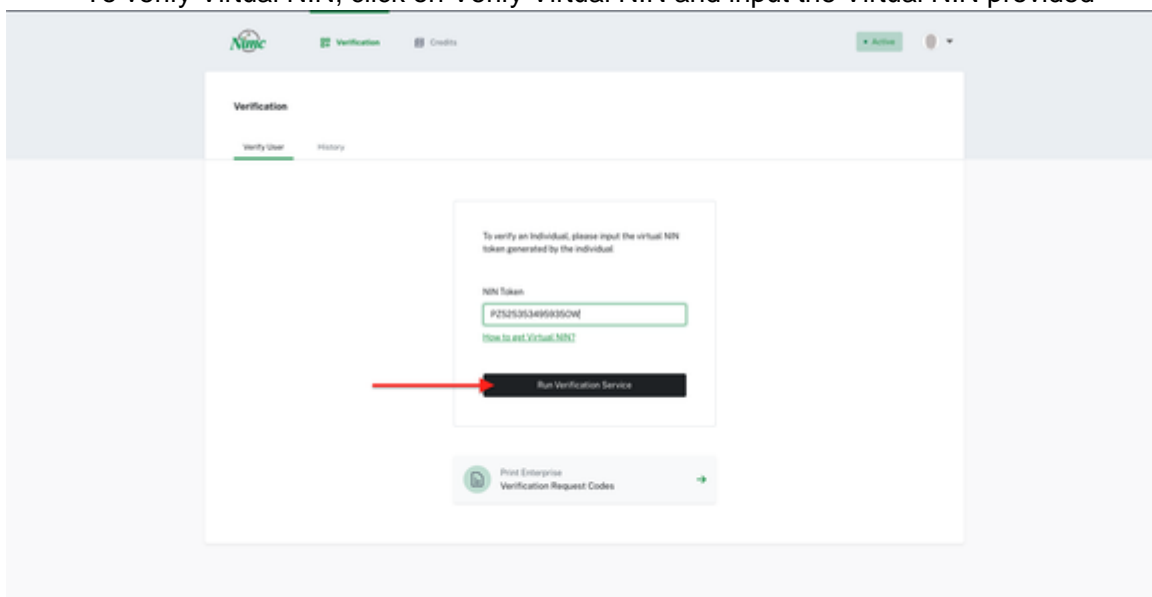 To verify Virtual NIN, click on Verify Virtual NIN and input the Virtual NIN provided
Nimc
Verification
Credits
Active
Verification
Verify User
History
To verify an Individual, please input the virtual NIN
token generated by the individual
NIN Token
How to get Virtual NIN?
Run Verification Service
Print Enterprise
Verification Request Codes